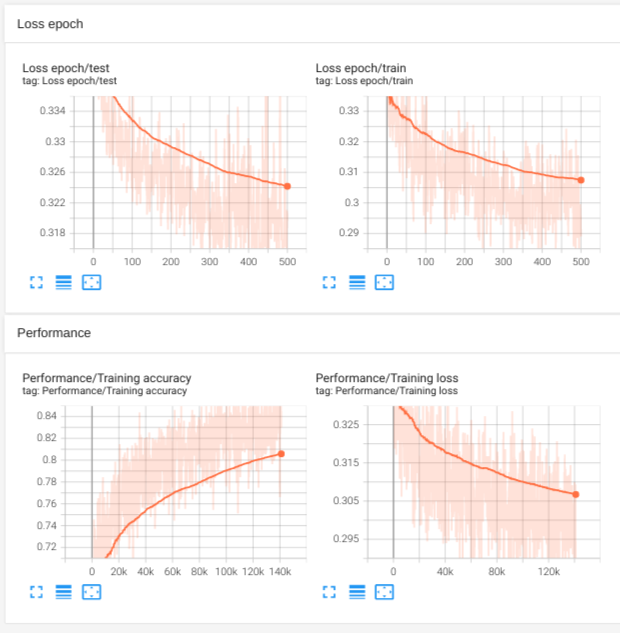 Loss epoch
Loss epoch/test
tag: Loss epoch/test
0.334
0.33
0.326
0.322
0.318
0 100 200 300 400 500
Loss epoch/train
tag: Loss epoch/train
0.33
0.32
0.31
0.3
0.29
0 100 200 300 400 500
Performance
Performance/Training accuracy
tag: Performance/Training accuracy
0.84
0.82
0.8
0.78
0.76
0.74
0.72
0 20k 40k 60k 80k 100k 120k 140k
Performance/Training loss
tag: Performance/Training loss
0.325
0.315
0.305
0.295
0 40k 80k 120k